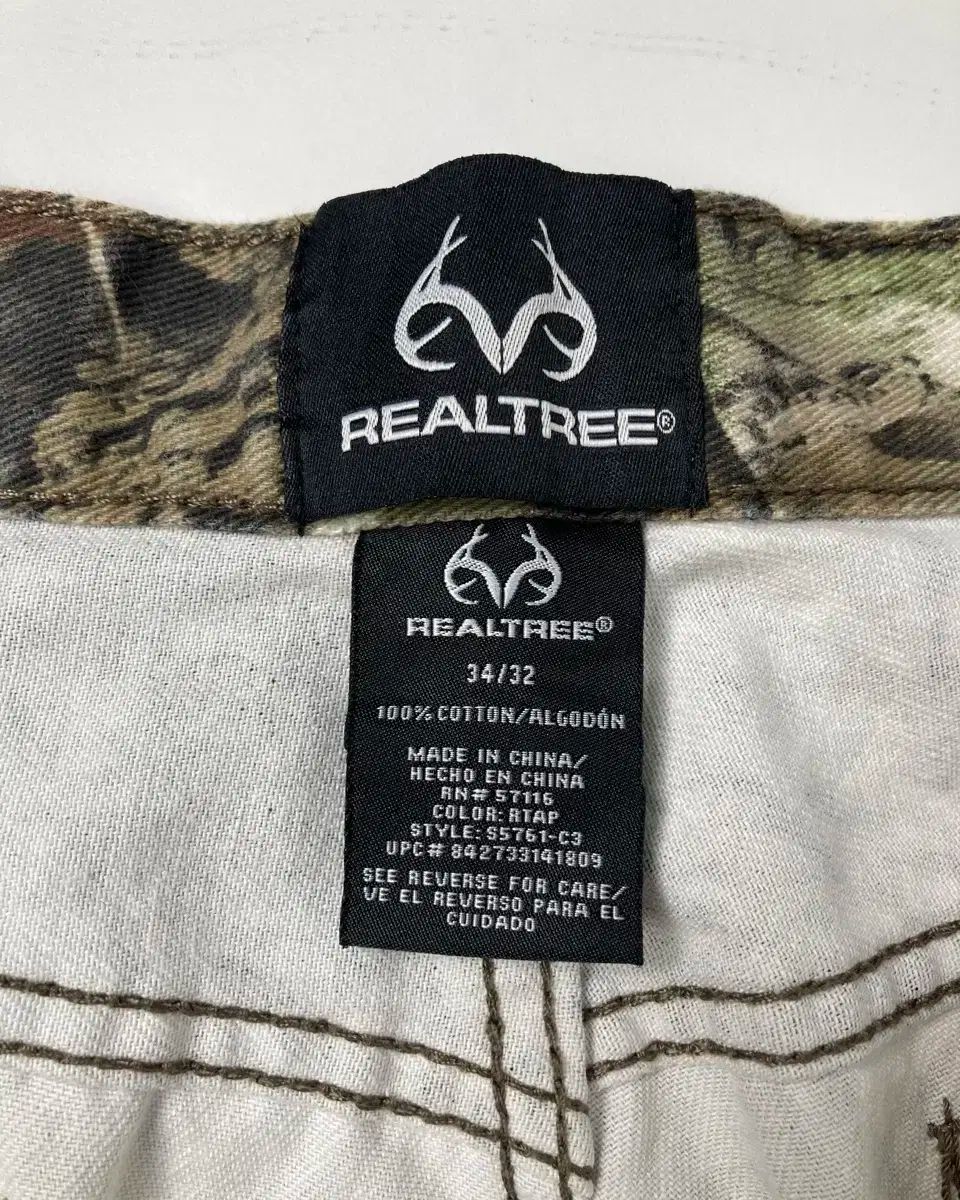 REALTREE®
REALTREE®
34/32
100% COTTON/ALGODÓN
MADE IN CHINA/
HECHO EN CHINA
RN# 57116
COLOR: RTAP
STYLE: S5761-C3
UPC# 842733141809
SEE REVERSE FOR CARE/
VE EL REVERSO PARA EL
CUIDADO